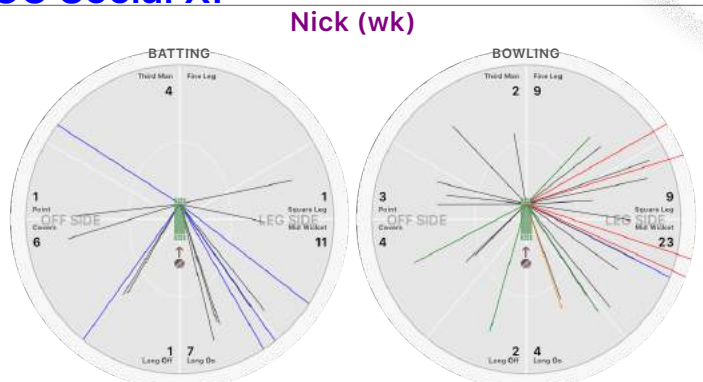 Nick (wk)
BATTING
Third Man
Fine Leg
4
1
Point
OFF SIDE
Covers
6
1
Square Leg
LEG SIDE
Mid Wicket
11
1
7
Long Off
Long On
BOWLING
Third Man
Fine Leg
2
9
3
Point
OFF SIDE
Covers
4
9
Square Leg
LEG SIDE
Mid Wicket
23
2
4
Long Off
Long On